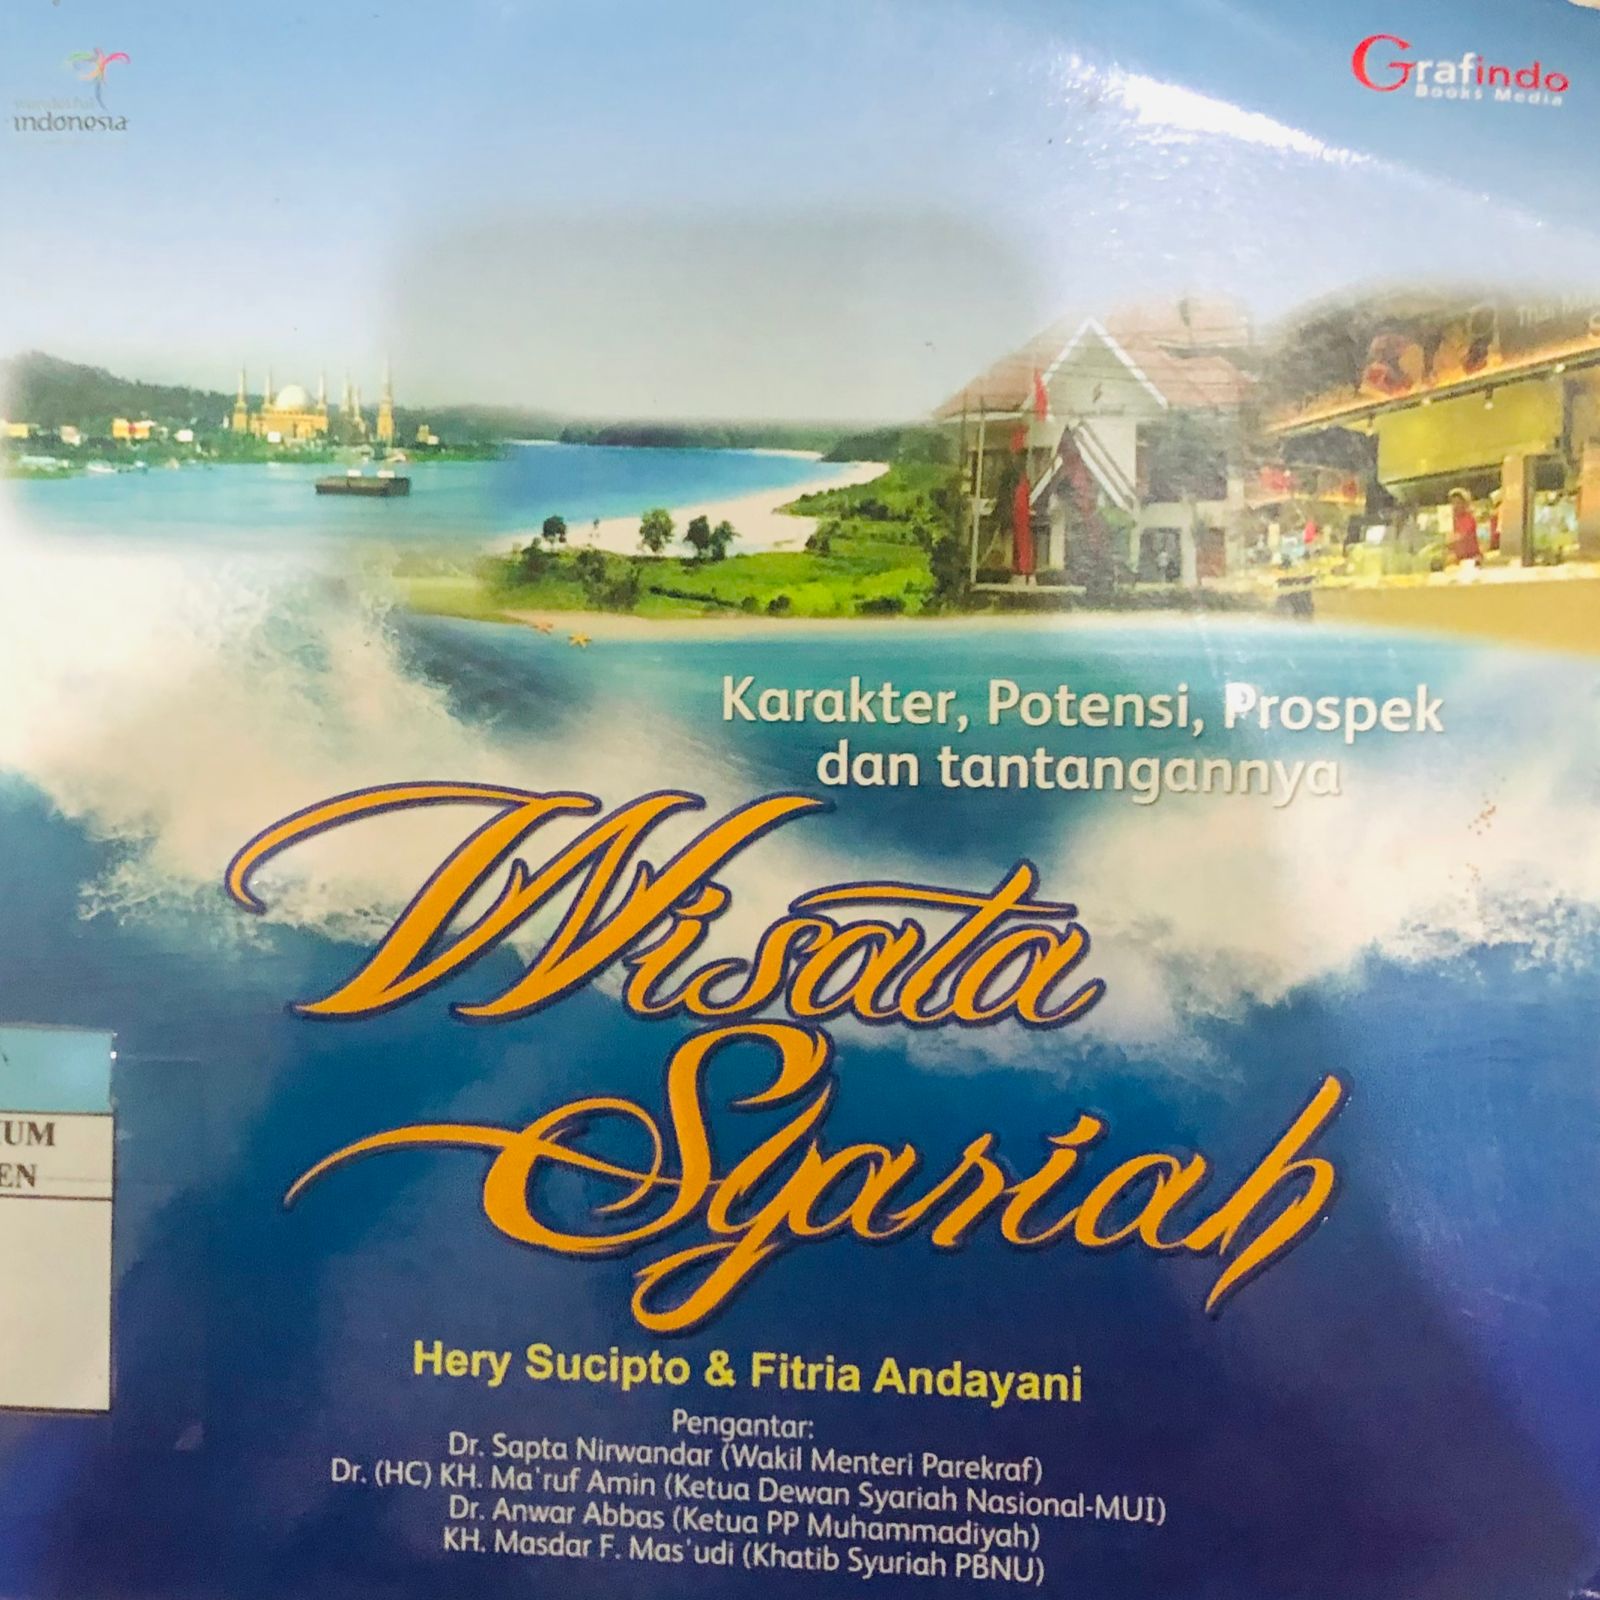 wonderful
indonesia
Grafindo
Books Media
Karakter, Potensi, Prospek
dan tantangannya
Wisata
Syariah
Hery Sucipto & Fitria Andayani
Pengantar:
Dr. Sapta Nirwandar (Wakil Menteri Parekraf)
Dr. (HC) KH. Ma'ruf Amin (Ketua Dewan Syariah Nasional-MUI)
Dr. Anwar Abbas (Ketua PP Muhammadiyah)
KH. Masdar F. Mas'udi (Khatib Syuriah PBNU)